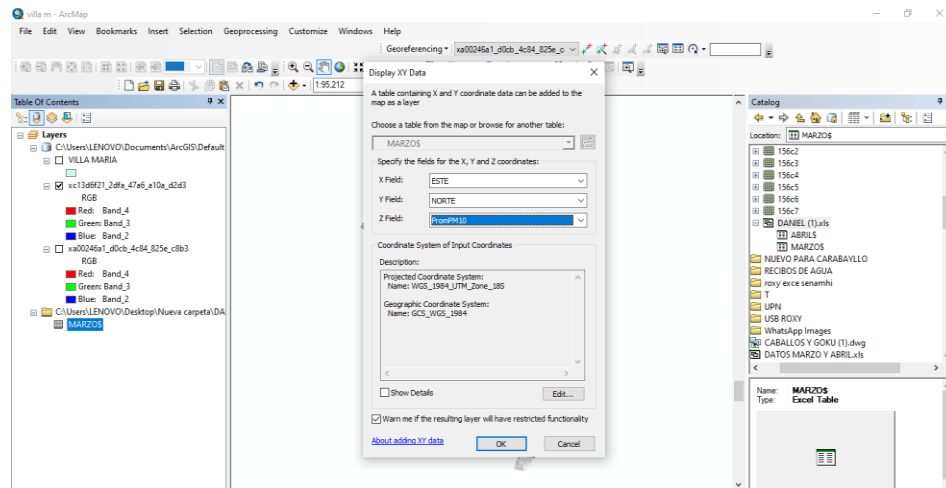 villa m - ArcMap
File Edit View Bookmarks Insert Selection Geoprocessing Customize Windows Help
Georeferencing xa00246a1_d0cb_4c84_825e_c
1:95,212
Table Of Contents
Layers
C:\Users\LENOVO\Documents\ArcGIS\Default
VILLA MARIA
xc13d6f21_2dfa_47a6_a10a_d2d3
RGB
Red: Band_4
Green: Band_3
Blue: Band_2
xa00246a1_d0cb_4c84_825e_c8b3
RGB
Red: Band_4
Green: Band_3
Blue: Band_2
C:\Users\LENOVO\Desktop\Nueva carpeta\DA
MARZO$
Display XY Data
A table containing X and Y coordinate data can be added to the
map as a layer
Choose a table from the map or browse for another table:
MARZO$
Specify the fields for the X, Y and Z coordinates:
X Field: ESTE
Y Field: NORTE
Z Field: PromPM10
Coordinate System of Input Coordinates
Description:
Projected Coordinate System:
Name: WGS_1984_UTM_Zone_18S
Geographic Coordinate System:
Name: GCS_WGS_1984
Show Details
Edit...
Warn me if the resulting layer will have restricted functionality
About adding XY data
OK
Cancel
Catalog
Location: MARZO$
156c2
156c3
156c4
156c5
156c6
156c7
DANIEL (1).xls
ABRIL$
MARZO$
NUEVO PARA CARABAYLLO
RECIBOS DE AGUA
roxy exce senamhi
T
UPN
USB ROXY
WhatsApp Images
CABALLOS Y GOKU (1).dwg
DATOS MARZO Y ABRIL.xls
Name: MARZO$
Type: Excel Table